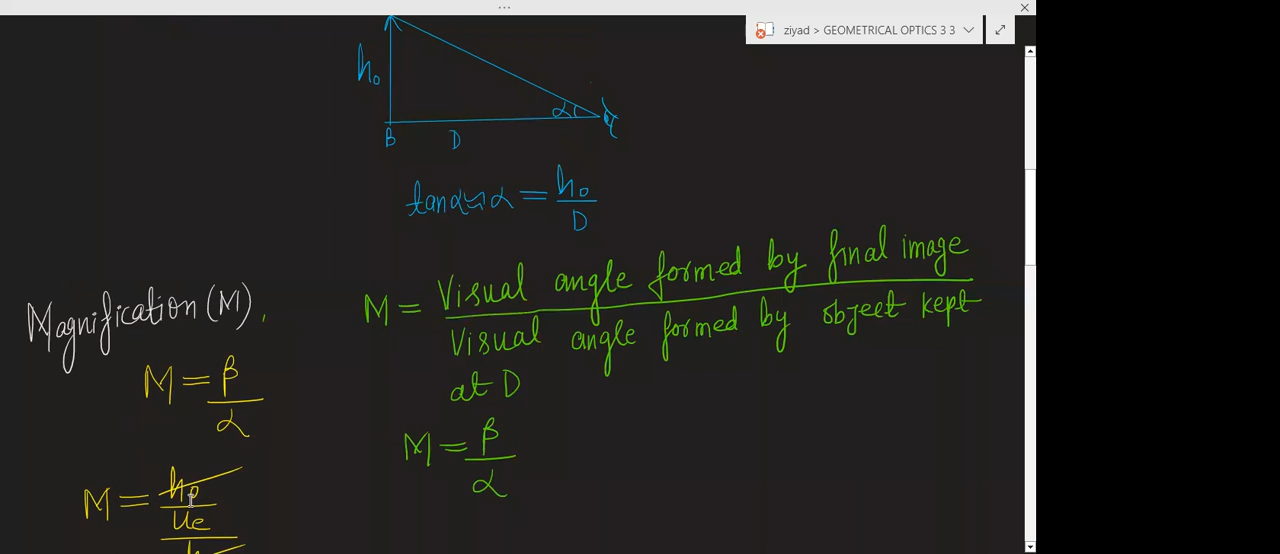 ziyad > GEOMETRICAL OPTICS 3 3
h₀
α
B
D
tanα≈α = h₀/D
M = Visual angle formed by final image
Visual angle formed by object kept
at D
Magnification (M).
M = β/α
M = β/α
M = h₀/uₑ